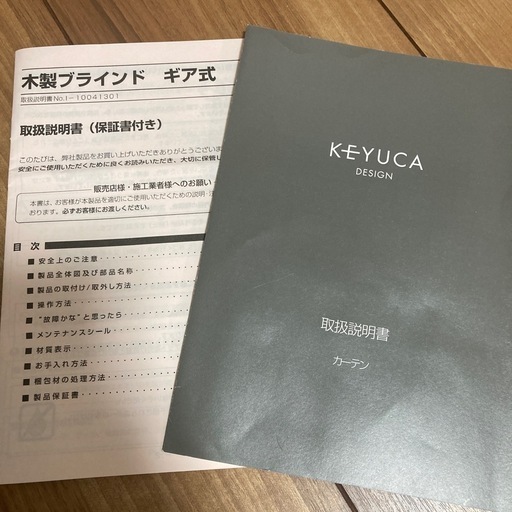 木製ブラインド ギア式
取扱説明書No.I-10041301
取扱説明書（保証書付き）
このたびは、弊社製品をお買い上げいただきありがとうございま
安全にご使用いただくために良くお読みいただき、大切に保管し
販売店様・施工業者様へのお願い
本書は、お客様が本製品を適切にご使用いただくための説明・注
おります。必ずお客様にお渡しください。
目 次
■ 安全上のご注意
■ 製品全体図及び部品名称
■ 製品の取付け/取外し方法
■ 操作方法
■ "故障かな"と思ったら
■ メンテナンスシール
■ 材質表示
■ お手入れ方法
■ 梱包材の処理方法
■ 製品保証書
KEYUCA
DESIGN
取扱説明書
カーテン